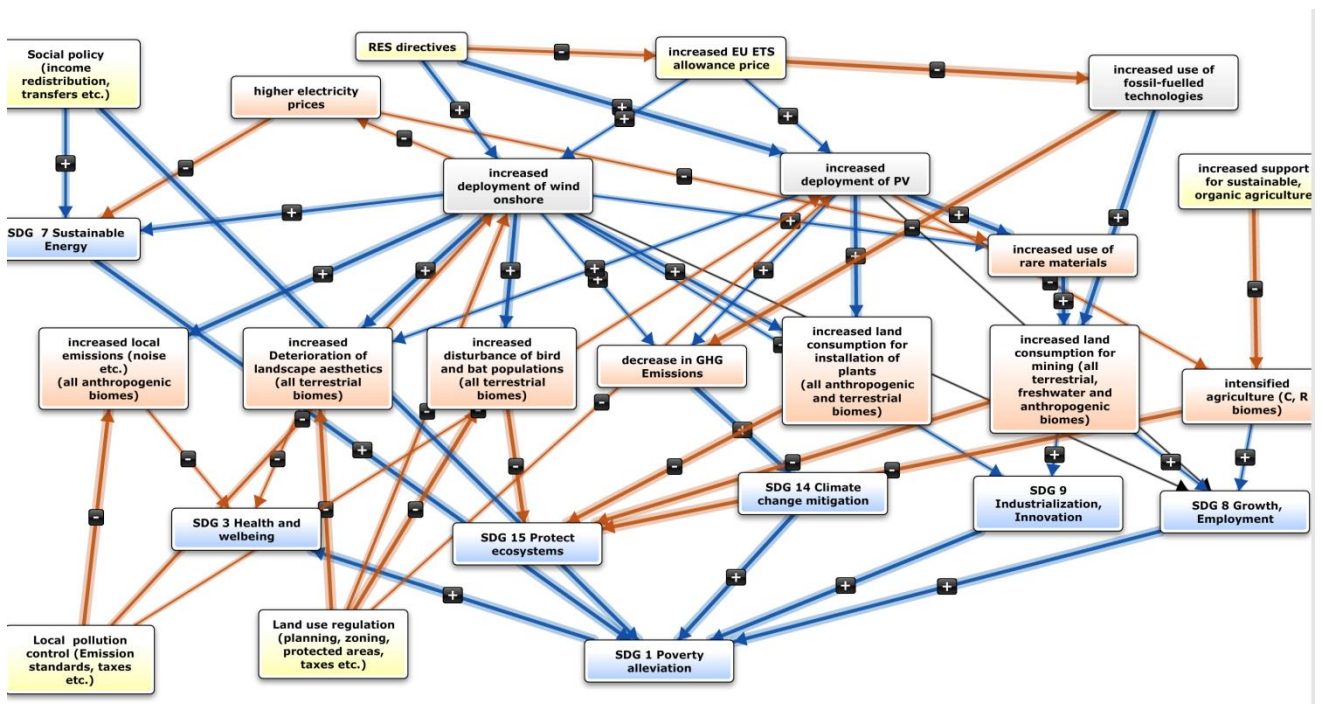 Social policy
(income
redistribution,
transfers etc.)
RES directives
increased EU ETS
allowance price
increased use of
fossil-fuelled
technologies
higher electricity
prices
increased
deployment of wind
onshore
increased
deployment of PV
increased support
for sustainable,
organic agriculture
SDG 7 Sustainable
Energy
increased use of
rare materials
increased local
emissions (noise
etc.)
(all anthropogenic
biomes)
increased
Deterioration of
landscape aesthetics
(all terrestrial
biomes)
increased
disturbance of bird
and bat populations
(all terrestrial
biomes)
decrease in GHG
Emissions
increased land
consumption for
installation of
plants
(all anthropogenic
and terrestrial
biomes)
increased land
consumption for
mining (all
terrestrial,
freshwater and
anthropogenic
biomes)
intensified
agriculture (C, R
biomes)
SDG 3 Health and
welbeing
SDG 15 Protect
ecosystems
SDG 14 Climate
change mitigation
SDG 9
Industrialization,
Innovation
SDG 8 Growth,
Employment
Local pollution
control (Emission
standards, taxes
etc.)
Land use regulation
(planning, zoning,
protected areas,
taxes etc.)
SDG 1 Poverty
alleviation